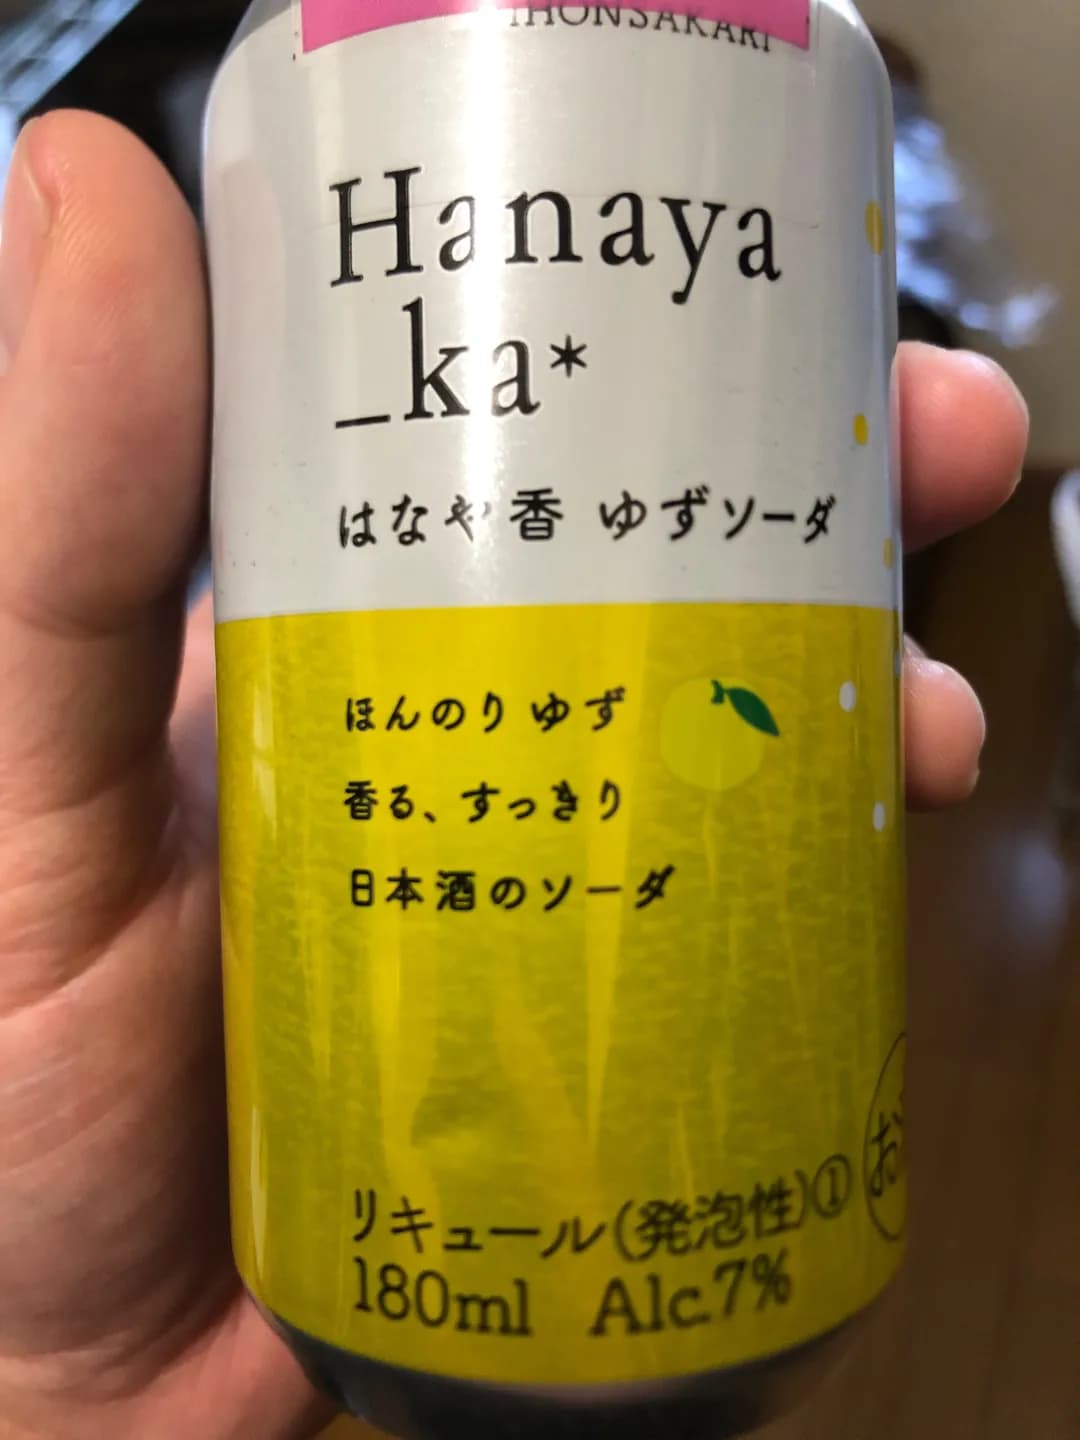 Hanaya
_ka*
はなや香 ゆずソーダ
ほんのりゆず
香る、すっきり
日本酒のソーダ
リキュール(発泡性)①
180ml Alc.7%